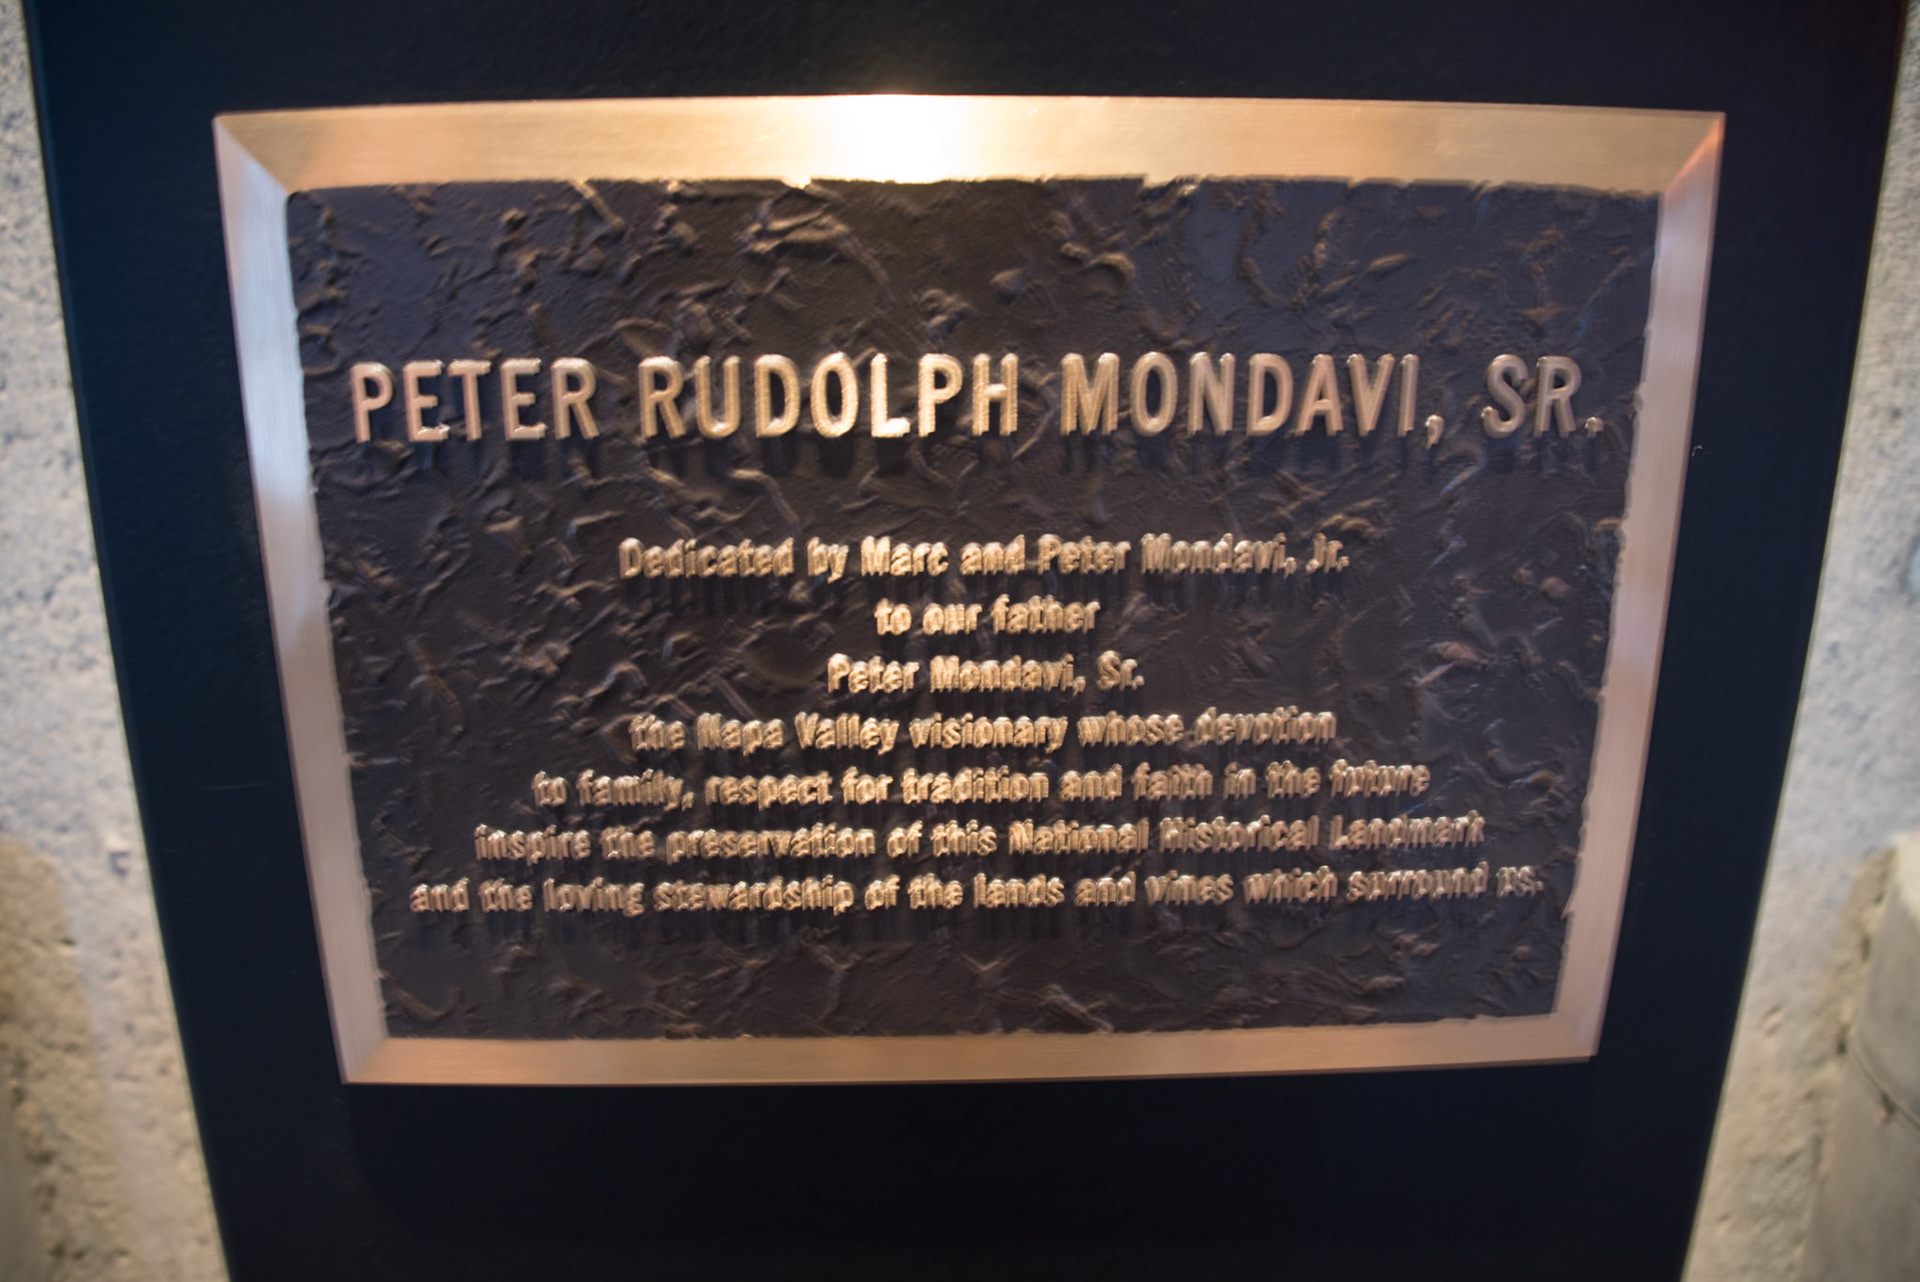 PETER RUDOLPH MONDAVI, SR.
Dedicated by Marc and Peter Mondavi, Jr.
to our father
Peter Mondavi, Sr.
the Napa Valley visionary whose devotion
to family, respect for tradition and faith in the future
inspire the preservation of this National Historical Landmark
and the loving stewardship of the lands and vines which surround us.